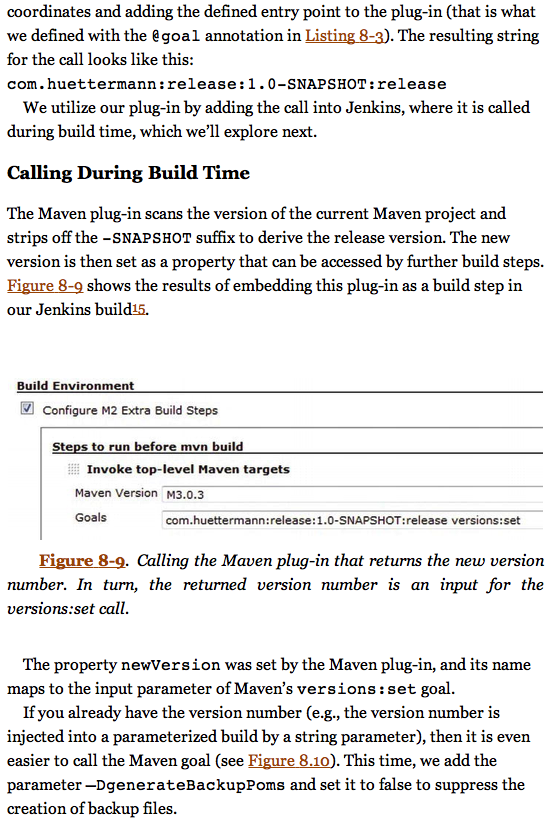 coordinates and adding the defined entry point to the plug-in (that is what
we defined with the @goal annotation in Listing 8-3). The resulting string
for the call looks like this:
com.huettermann:release:1.0-SNAPSHOT:release
We utilize our plug-in by adding the call into Jenkins, where it is called
during build time, which we’ll explore next.
Calling During Build Time
The Maven plug-in scans the version of the current Maven project and
strips off the -SNAPSHOT suffix to derive the release version. The new
version is then set as a property that can be accessed by further build steps.
Figure 8-9 shows the results of embedding this plug-in as a build step in
our Jenkins build15.
Build Environment
Configure M2 Extra Build Steps
Steps to run before mvn build
Invoke top-level Maven targets
Maven Version M3.0.3
Goals com.huettermann:release:1.0-SNAPSHOT:release versions:set
Figure 8-9. Calling the Maven plug-in that returns the new version
number. In turn, the returned version number is an input for the
versions:set call.
The property newVersion was set by the Maven plug-in, and its name
maps to the input parameter of Maven’s versions:set goal.
If you already have the version number (e.g., the version number is
injected into a parameterized build by a string parameter), then it is even
easier to call the Maven goal (see Figure 8.10). This time, we add the
parameter —DgenerateBackupPoms and set it to false to suppress the
creation of backup files.